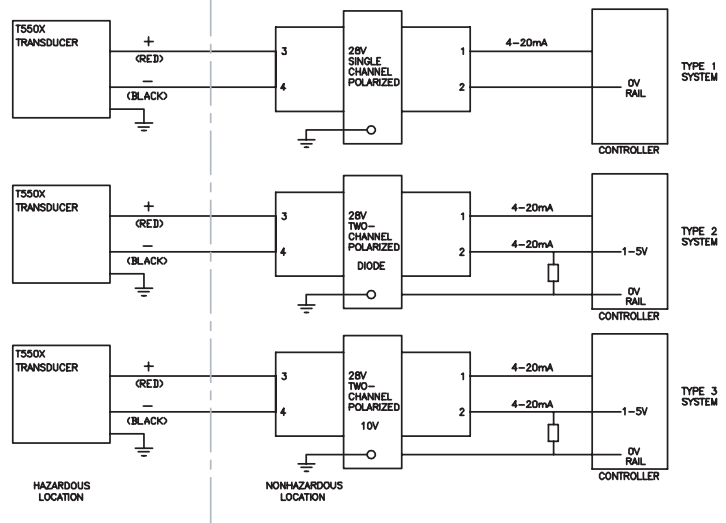 T550X
TRANSDUCER
+
(RED)
−
(BLACK)
3
4
28V
SINGLE
CHANNEL
POLARIZED
1
2
4-20mA
0V
RAIL
CONTROLLER
TYPE 1
SYSTEM
T550X
TRANSDUCER
+
(RED)
−
(BLACK)
3
4
28V
TWO-
CHANNEL
POLARIZED
DIODE
1
2
4-20mA
4-20mA
1-5V
0V
RAIL
CONTROLLER
TYPE 2
SYSTEM
T550X
TRANSDUCER
+
(RED)
−
(BLACK)
3
4
28V
TWO-
CHANNEL
POLARIZED
10V
1
2
4-20mA
4-20mA
1-5V
0V
RAIL
CONTROLLER
TYPE 3
SYSTEM
HAZARDOUS
LOCATION
NONHAZARDOUS
LOCATION